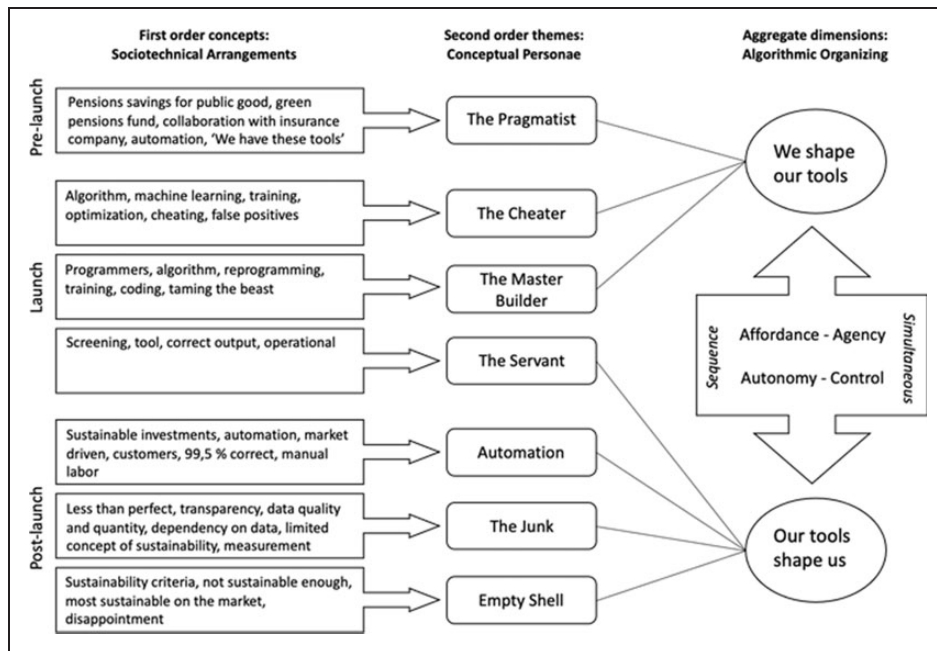 First order concepts:
Sociotechnical Arrangements
Second order themes:
Conceptual Personae
Aggregate dimensions:
Algorithmic Organizing
Pre-launch
Pensions savings for public good, green
pensions fund, collaboration with insurance
company, automation, ‘We have these tools’
The Pragmatist
We shape
our tools
Launch
Algorithm, machine learning, training,
optimization, cheating, false positives
The Cheater
Programmers, algorithm, reprogramming,
training, coding, taming the beast
The Master
Builder
Screening, tool, correct output, operational
The Servant
Sequence
Affordance - Agency
Autonomy - Control
Simultaneous
Post-launch
Sustainable investments, automation, market
driven, customers, 99,5 % correct, manual
labor
Automation
Less than perfect, transparency, data quality
and quantity, dependency on data, limited
concept of sustainability, measurement
The Junk
Our tools
shape us
Sustainability criteria, not sustainable enough,
most sustainable on the market,
disappointment
Empty Shell